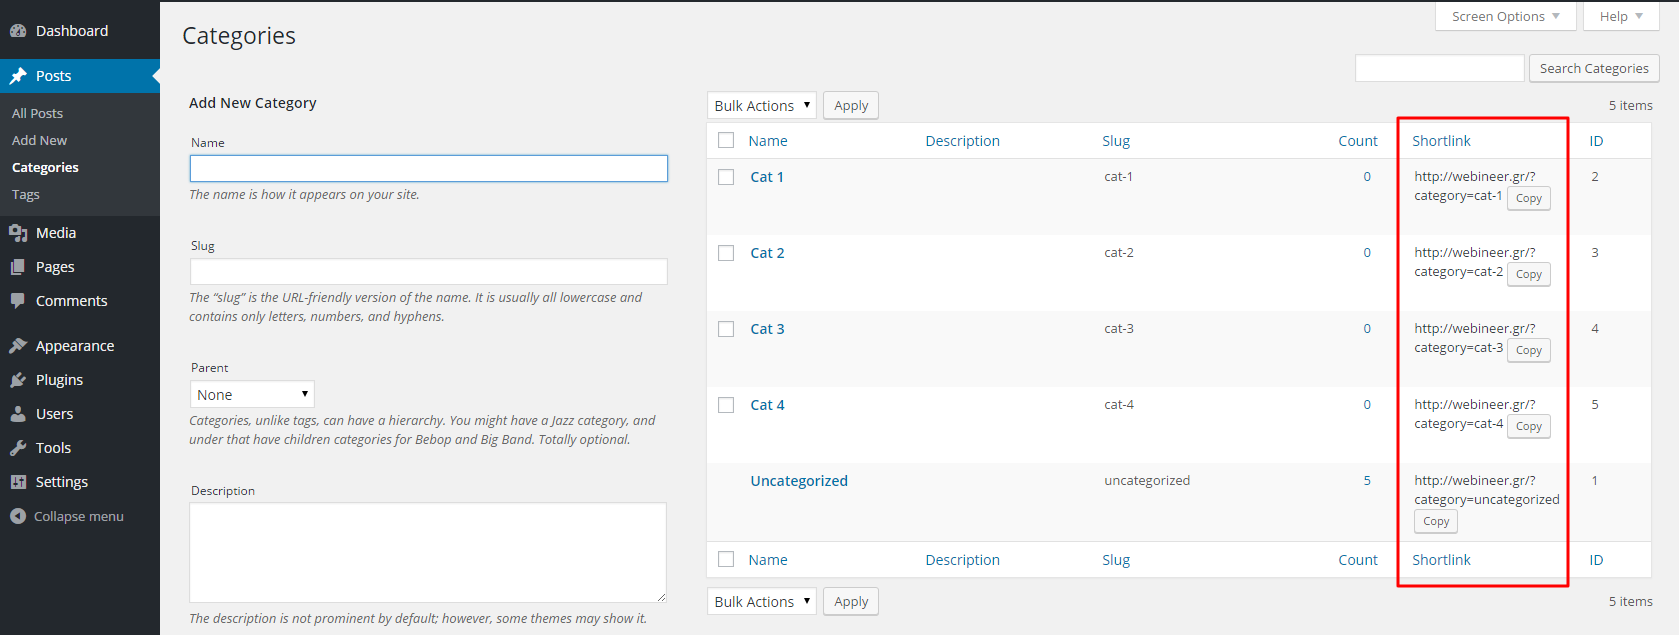 Dashboard
Posts
All Posts
Add New
Categories
Tags
Media
Pages
Comments
Appearance
Plugins
Users
Tools
Settings
Collapse menu
Screen Options
Help
Categories
Search Categories
Add New Category
Name
The name is how it appears on your site.
Slug
The “slug” is the URL-friendly version of the name. It is usually all lowercase and
contains only letters, numbers, and hyphens.
Parent
None
Categories, unlike tags, can have a hierarchy. You might have a Jazz category, and
under that have children categories for Bebop and Big Band. Totally optional.
Description
The description is not prominent by default; however, some themes may show it.
Bulk Actions Apply 5 items
Name Description Slug Count Shortlink ID
Cat 1 cat-1 0 http://webineer.gr/? 2
category=cat-1 Copy
Cat 2 cat-2 0 http://webineer.gr/? 3
category=cat-2 Copy
Cat 3 cat-3 0 http://webineer.gr/? 4
category=cat-3 Copy
Cat 4 cat-4 0 http://webineer.gr/? 5
category=cat-4 Copy
Uncategorized uncategorized 5 http://webineer.gr/? 1
category=uncategorized
Copy
Name Description Slug Count Shortlink ID
Bulk Actions Apply 5 items